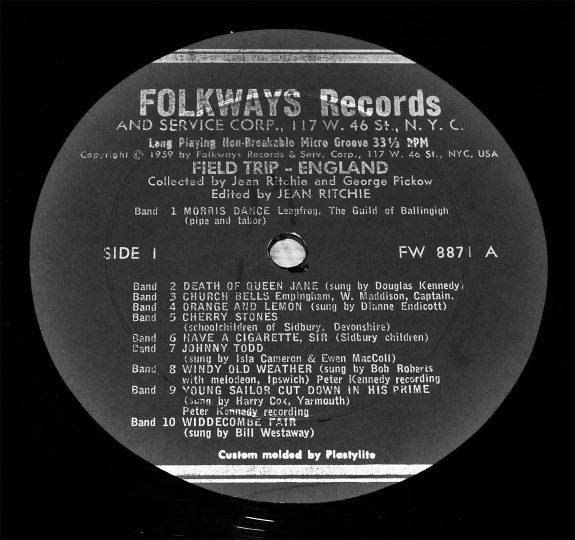 FOLKWAYS Records
AND SERVICE CORP., 117 W. 46 St., N. Y. C.
Long Playing Non-Breakable Micro Groove 33 1/3 RPM
Copyright © 1959 by Folkways Records & Serv. Corp., 117 W. 46 St., NYC, USA
FIELD TRIP - ENGLAND
Collected by Jean Ritchie and George Pickow
Edited by JEAN RITCHIE
Band 1 MORRIS DANCE Leapfrog, The Guild of Ballingigh
(pipe and tabor)
SIDE I
FW 8871 A
Band 2 DEATH OF QUEEN JANE (sung by Douglas Kennedy)
Band 3 CHURCH BELLS Empingham, W. Maddison, Captain.
Band 4 ORANGE AND LEMON (sung by Dianne Endicott)
Band 5 CHERRY STONES
(schoolchildren of Sidbury, Devonshire)
Band 6 HAVE A CIGARETTE, SIR (Sidbury children)
Band 7 JOHNNY TODD
(sung by Isla Cameron & Ewen MacColl)
Band 8 WINDY OLD WEATHER (sung by Bob Roberts
with melodeon, Ipswich) Peter Kennedy recording
Band 9 YOUNG SAILOR CUT DOWN IN HIS PRIME
(sung by Harry Cox, Yarmouth)
Peter Kennedy recording
Band 10 WIDDECOMBE FAIR
(sung by Bill Westaway)
Custom molded by Plastylite